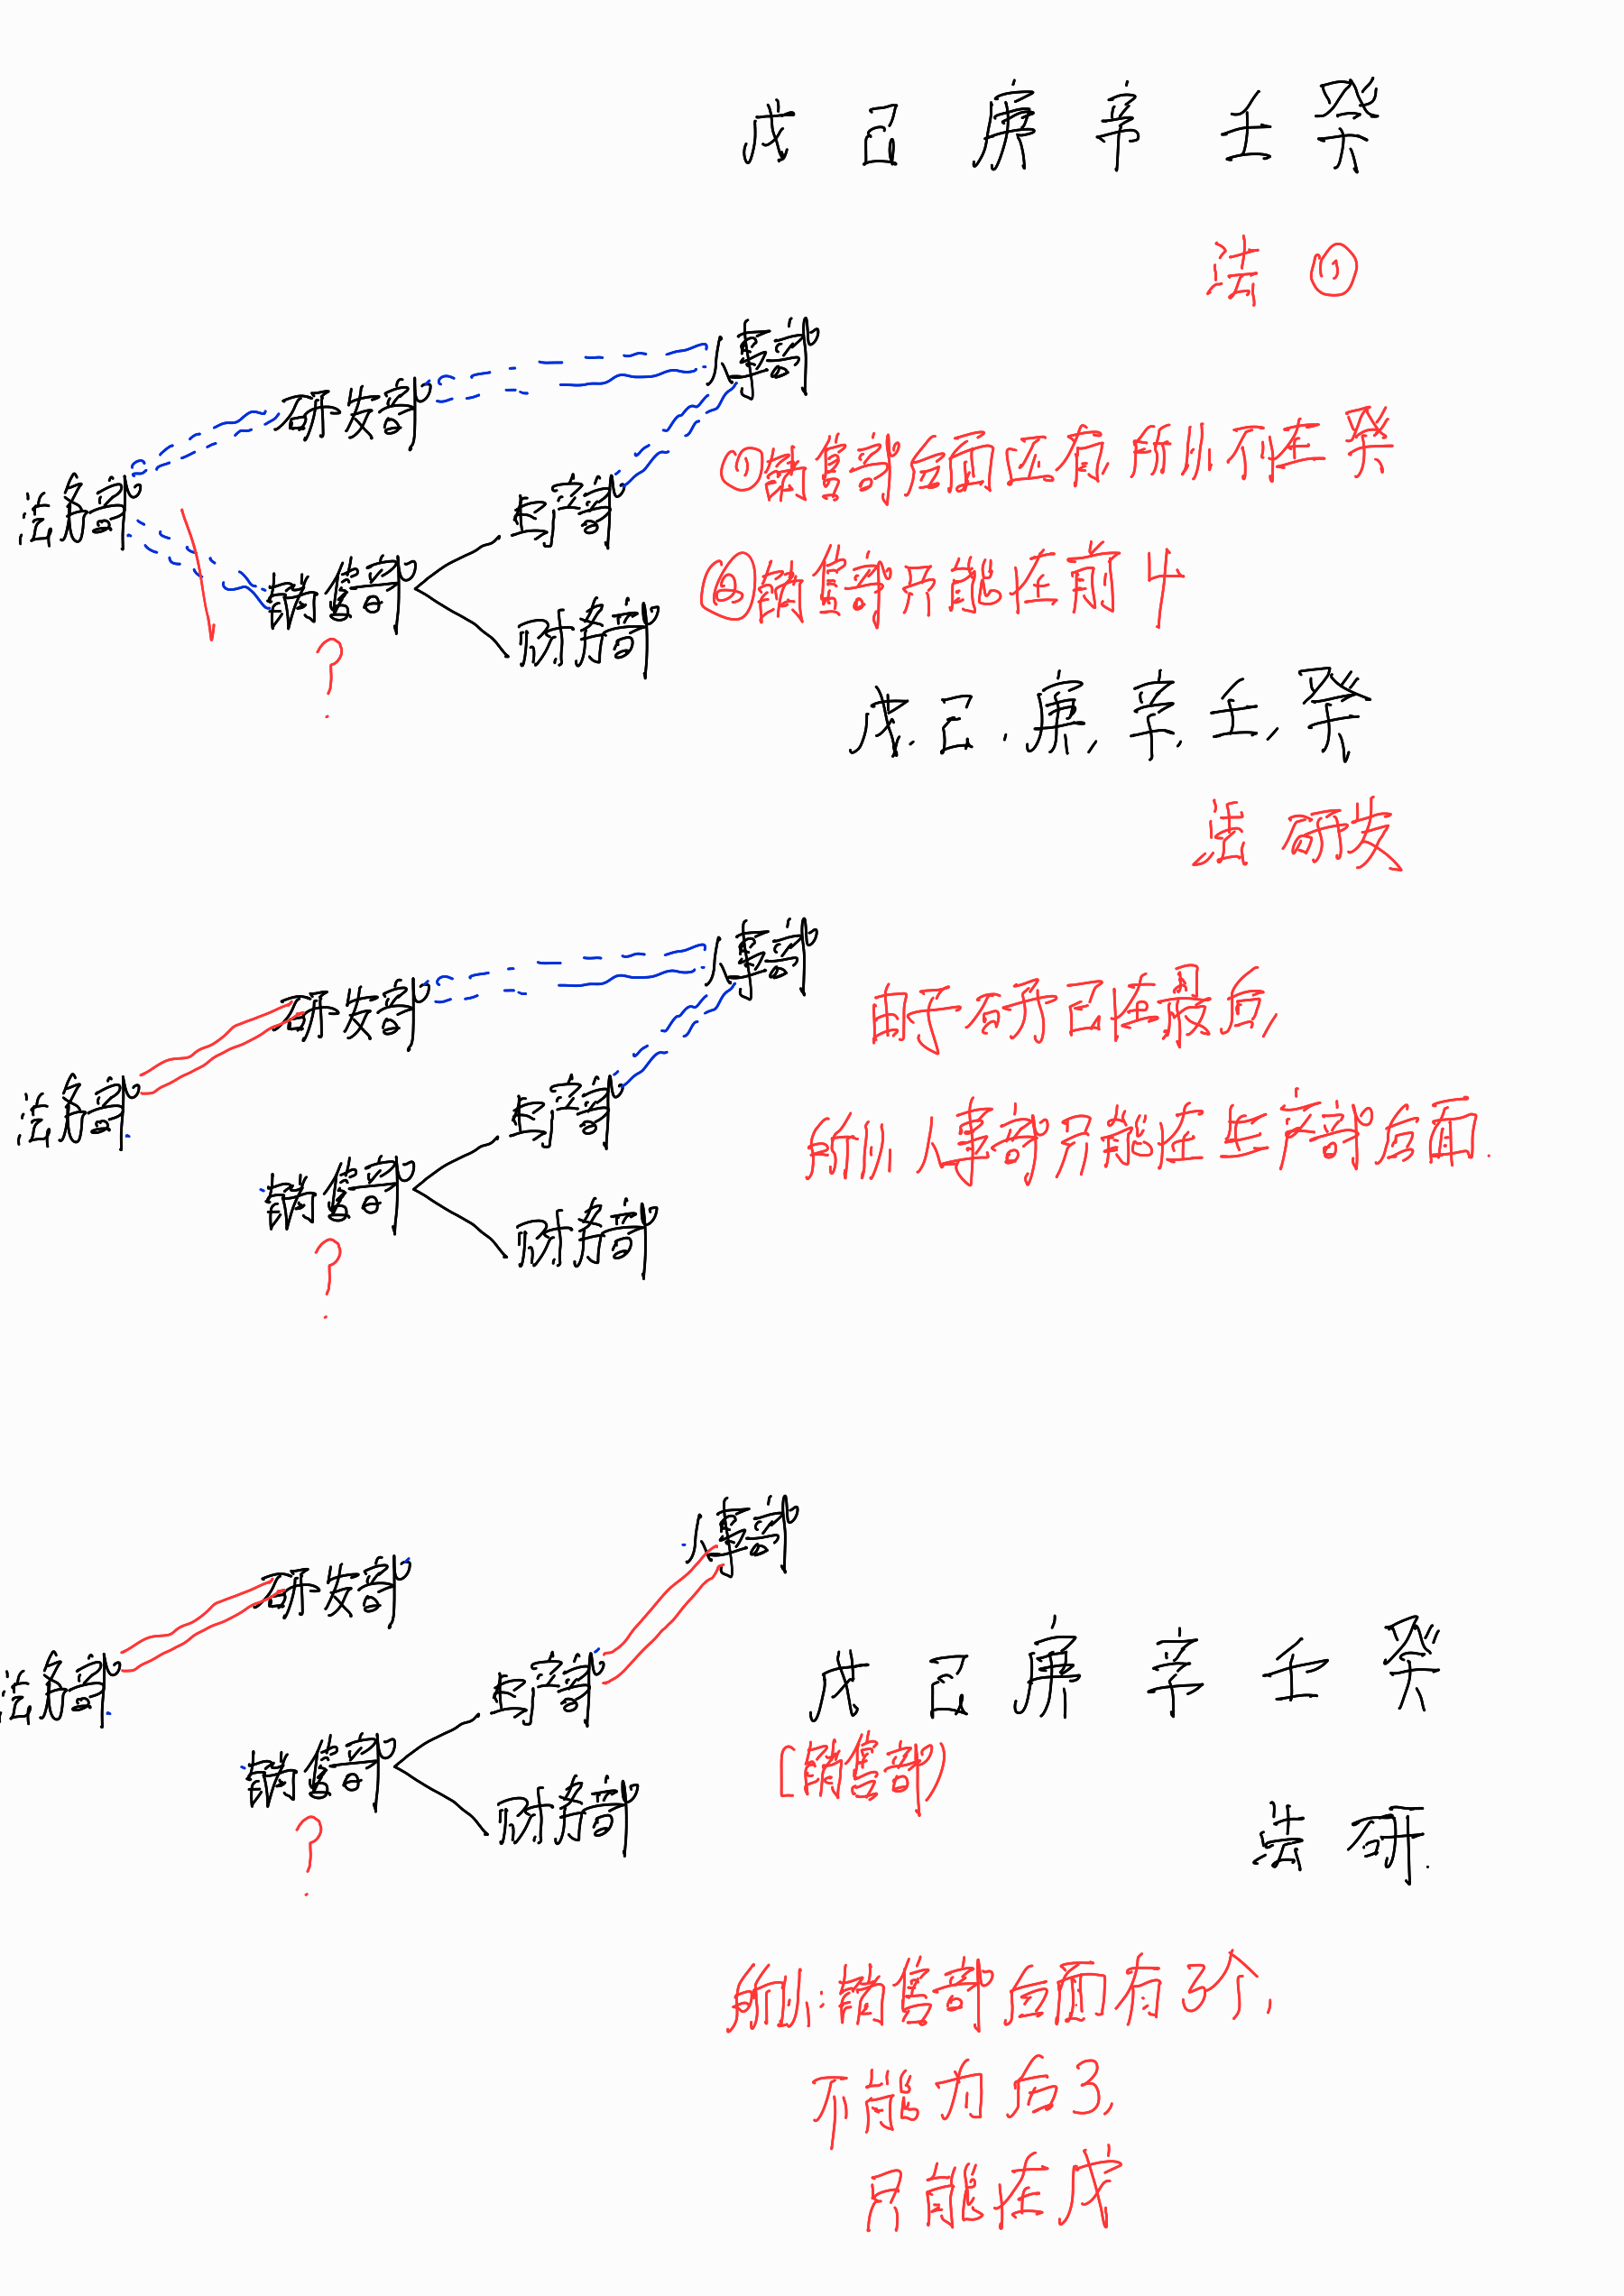 戊 己 庚 辛 壬 癸
法 ①
人事部
研发部
①销售部后面还有,所以不在癸
法务部
生产部
销售部
②销售部只能在前4
财务部
?
戊.己.庚,辛,壬,癸
法 研发
人事部
研发部
由于研已在最后,
法务部
生产部
所以人事部只能在生产部后面.
销售部
财务部
?
人事部
研发部
法务部
生产部
戊 己 庚 辛 壬 癸
销售部
(销售部)
财务部
法 研.
?
所以:销售部后面有3个,
不能为后3,
只能在戊